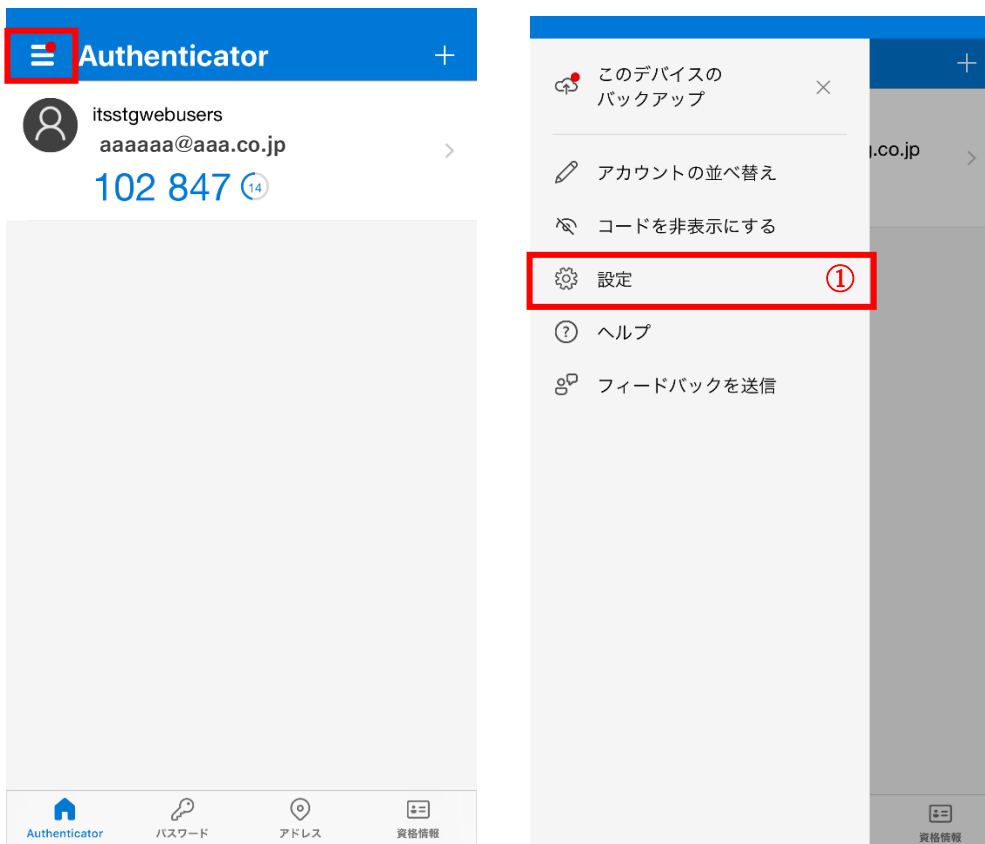 Authenticator
itsstgwebusers
aaaaaa@aaa.co.jp
102 847
14
Authenticator
パスワード
アドレス
資格情報
このデバイスの
バックアップ
アカウントの並べ替え
コードを非表示にする
設定
①
ヘルプ
フィードバックを送信
.co.jp
資格情報